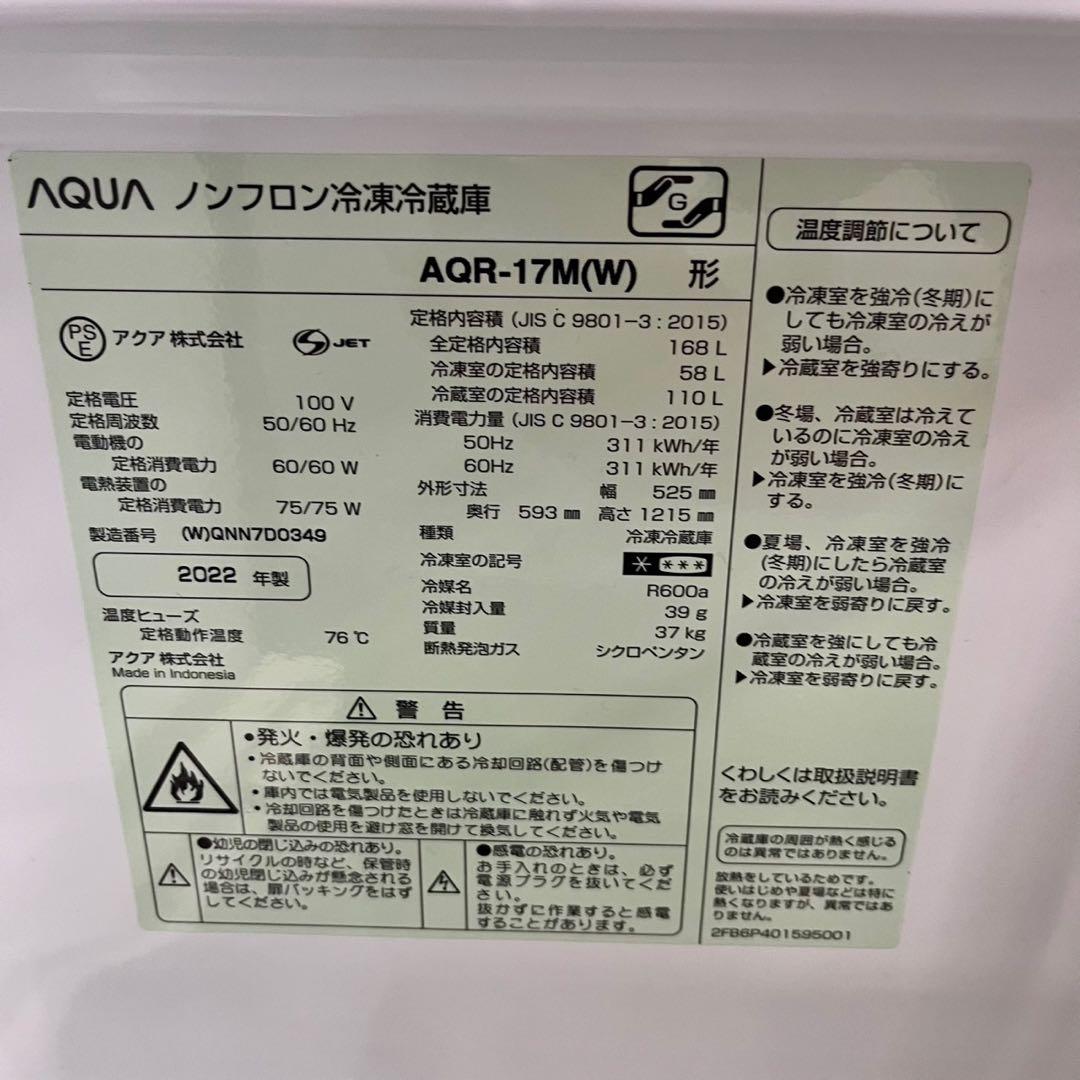 AQUA ノンフロン冷凍冷蔵庫
G
AQR-17M(W) 形
PSE アクア 株式会社 S JET
定格電圧 100 V
定格周波数 50/60 Hz
電動機の
定格消費電力 60/60 W
電熱装置の
定格消費電力 75/75 W
製造番号 (W)QNN7D0349
2022 年製
温度ヒューズ
定格動作温度 76 ℃
アクア 株式会社
Made in Indonesia
定格内容積 (JIS C 9801-3 : 2015)
全定格内容積 168 L
冷凍室の定格内容積 58 L
冷蔵室の定格内容積 110 L
消費電力量 (JIS C 9801-3 : 2015)
50Hz 311 kWh/年
60Hz 311 kWh/年
外形寸法 幅 525 ㎜
奥行 593 ㎜ 高さ 1215 ㎜
種類 冷凍冷蔵庫
冷凍室の記号 * ***
冷媒名 R600a
冷媒封入量 39 g
質量 37 kg
断熱発泡ガス シクロペンタン
⚠ 警 告
●発火・爆発の恐れあり
・冷蔵庫の背面や側面にある冷却回路(配管)を傷つけ
ないでください。
・庫内では電気製品を使用しないでください。
・冷却回路を傷つけたときは冷蔵庫に触れず火気や電気
製品の使用を避け窓を開けて換気してください。
●幼児の閉じ込みの恐れあり。
リサイクルの時など、保管時
の幼児閉じ込みが懸念される
場合は、扉パッキングをはず
してください。
●感電の恐れあり。
お手入れのときは、必ず
電源プラグを抜いてくだ
さい。
抜かずに作業すると感電
することがあります。
温度調節について
●冷凍室を強冷(冬期)に
しても冷凍室の冷えが
弱い場合。
▶冷蔵室を強寄りにする。
●冬場、冷蔵室は冷えて
いるのに冷凍室の冷え
が弱い場合。
▶冷凍室を強冷(冬期)に
する。
●夏場、冷凍室を強冷
(冬期)にしたら冷蔵室
の冷えが弱い場合。
▶冷凍室を弱寄りに戻す。
●冷蔵室を強にしても冷
蔵室の冷えが弱い場合。
▶冷凍室を弱寄りに戻す。
くわしくは取扱説明書
をお読みください。
冷蔵庫の周囲が熱く感じる
のは異常ではありません。
放熱をしているためです。
使いはじめや夏場などは特に
熱くなりますが、異常ではあ
りません。
2FB6P401595001